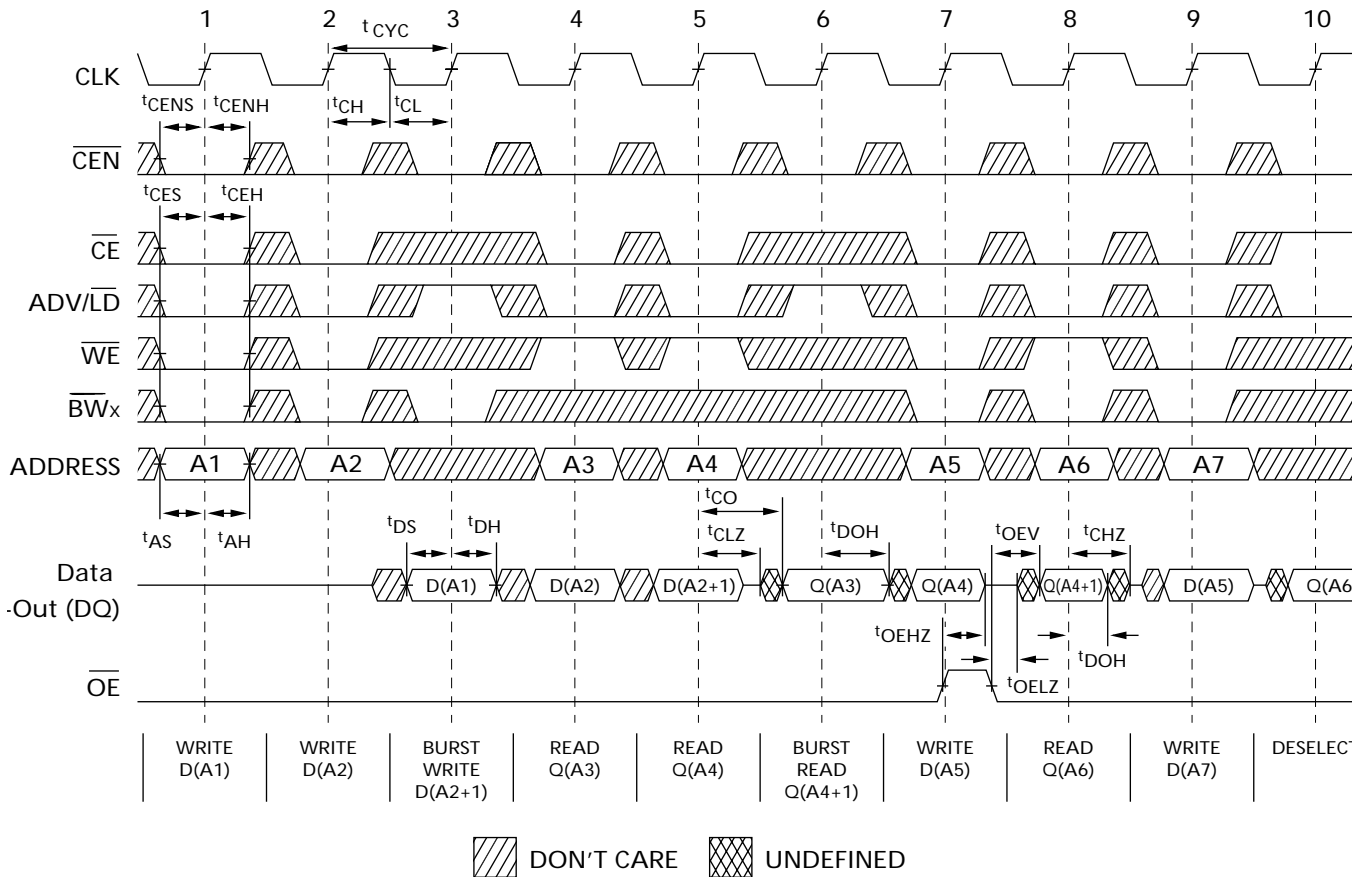 1 2 3 4 5 6 7 8 9 10
tCYC
CLK
tCENS tCENH tCH tCL
CEN
tCES tCEH
CE
ADV/LD
WE
BWx
ADDRESS A1 A2 A3 A4 A5 A6 A7
tCO
tAS tAH tDS tDH tCLZ tDOH tOEV tCHZ
Data
-Out (DQ)
D(A1) D(A2) D(A2+1) Q(A3) Q(A4) Q(A4+1) D(A5) Q(A6
tOEHZ tDOH
tOELZ
OE
WRITE
D(A1)
WRITE
D(A2)
BURST
WRITE
D(A2+1)
READ
Q(A3)
READ
Q(A4)
BURST
READ
Q(A4+1)
WRITE
D(A5)
READ
Q(A6)
WRITE
D(A7)
DESELECT
DON'T CARE
UNDEFINED